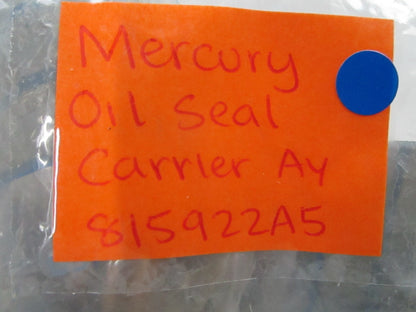 Mercury
Oil Seal
Carrier Ay
815922A5